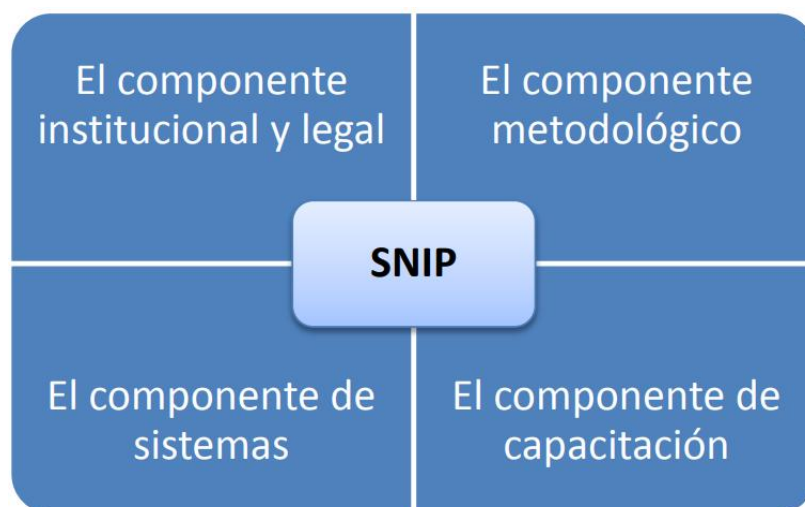 El componente
institucional y legal
El componente
metodológico
SNIP
El componente de
sistemas
El componente de
capacitación